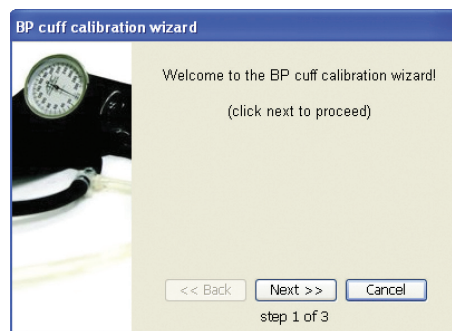 BP cuff calibration wizard
Welcome to the BP cuff calibration wizard!
(click next to proceed)
<< Back
Next >>
Cancel
step 1 of 3